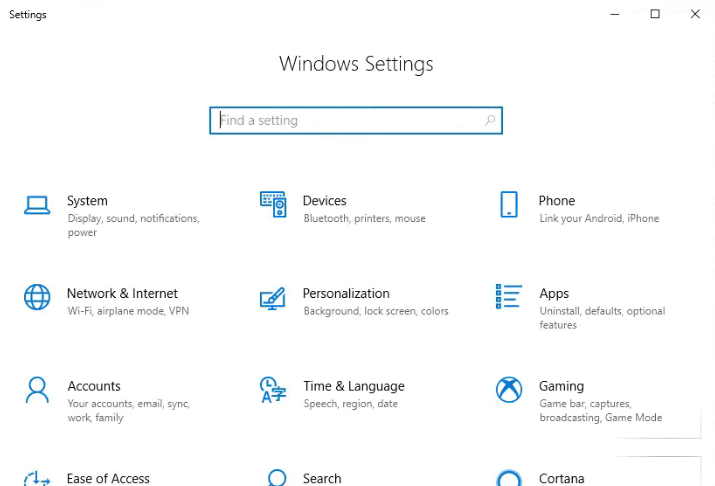 Settings
Windows Settings
Find a setting
System
Display, sound, notifications,
power
Devices
Bluetooth, printers, mouse
Phone
Link your Android, iPhone
Network & Internet
Wi-Fi, airplane mode, VPN
Personalization
Background, lock screen, colors
Apps
Uninstall, defaults, optional
features
Accounts
Your accounts, email, sync,
work, family
Time & Language
Speech, region, date
Gaming
Game bar, captures,
broadcasting, Game Mode
Ease of Access
Search
Cortana